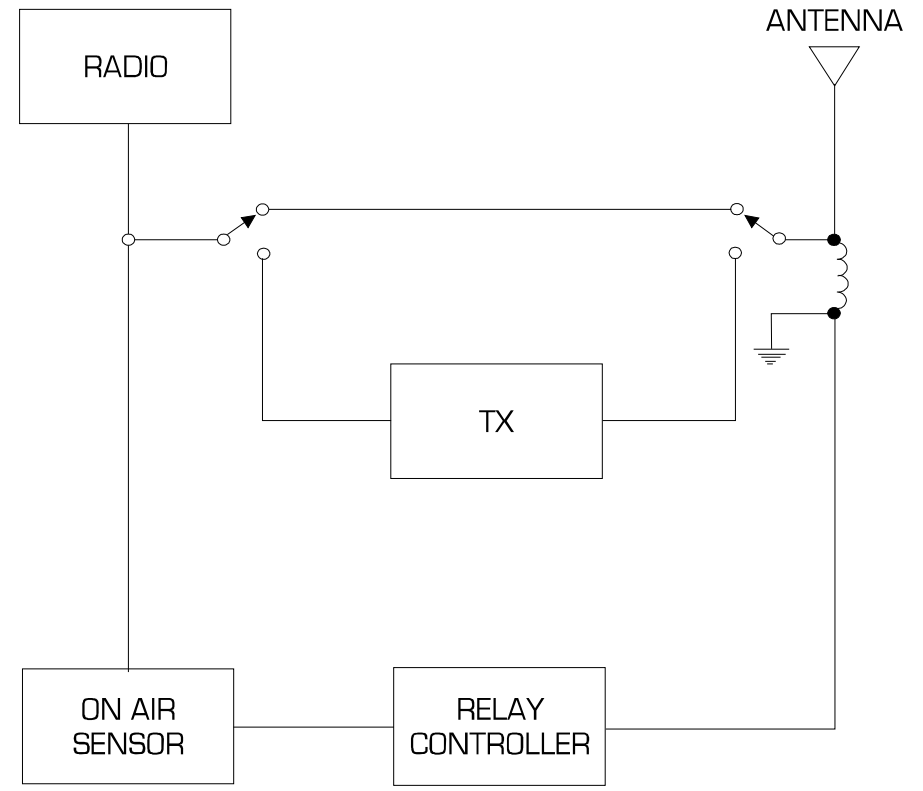 ANTENNA
RADIO
TX
ON AIR
SENSOR
RELAY
CONTROLLER